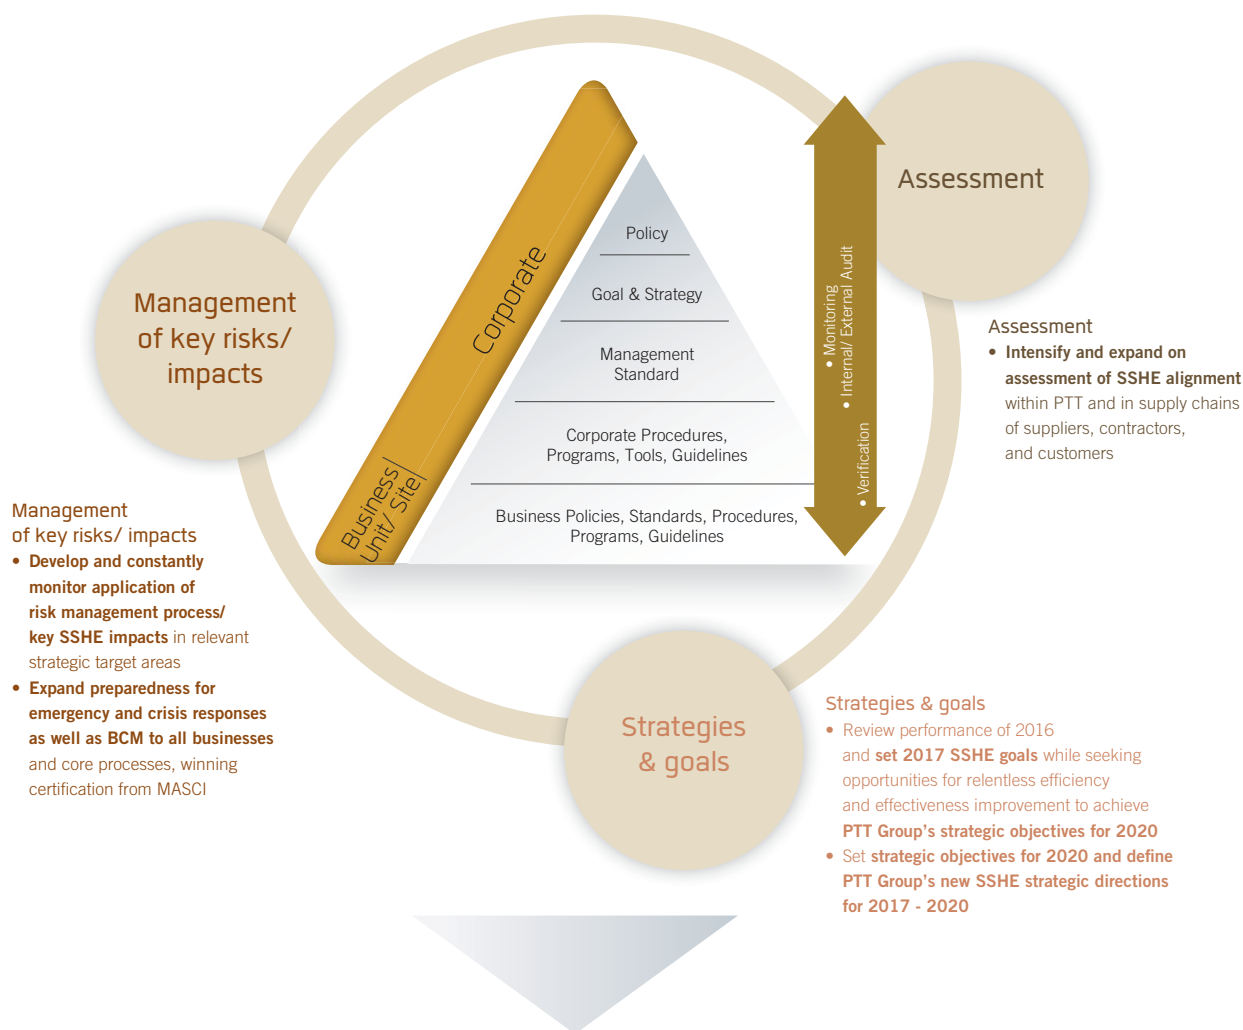 Assessment
Management
of key risks/
impacts
Corporate
Business
Unit/ Site
Policy
Goal & Strategy
Management
Standard
Corporate Procedures,
Programs, Tools, Guidelines
Business Policies, Standards, Procedures,
Programs, Guidelines
• Monitoring
• Internal/ External Audit
• Verification
Assessment
• Intensify and expand on
assessment of SSHE alignment
within PTT and in supply chains
of suppliers, contractors,
and customers
Management
of key risks/ impacts
• Develop and constantly
monitor application of
risk management process/
key SSHE impacts in relevant
strategic target areas
• Expand preparedness for
emergency and crisis responses
as well as BCM to all businesses
and core processes, winning
certification from MASCI
Strategies
& goals
Strategies & goals
• Review performance of 2016
and set 2017 SSHE goals while seeking
opportunities for relentless efficiency
and effectiveness improvement to achieve
PTT Group's strategic objectives for 2020
• Set strategic objectives for 2020 and define
PTT Group's new SSHE strategic directions
for 2017 - 2020